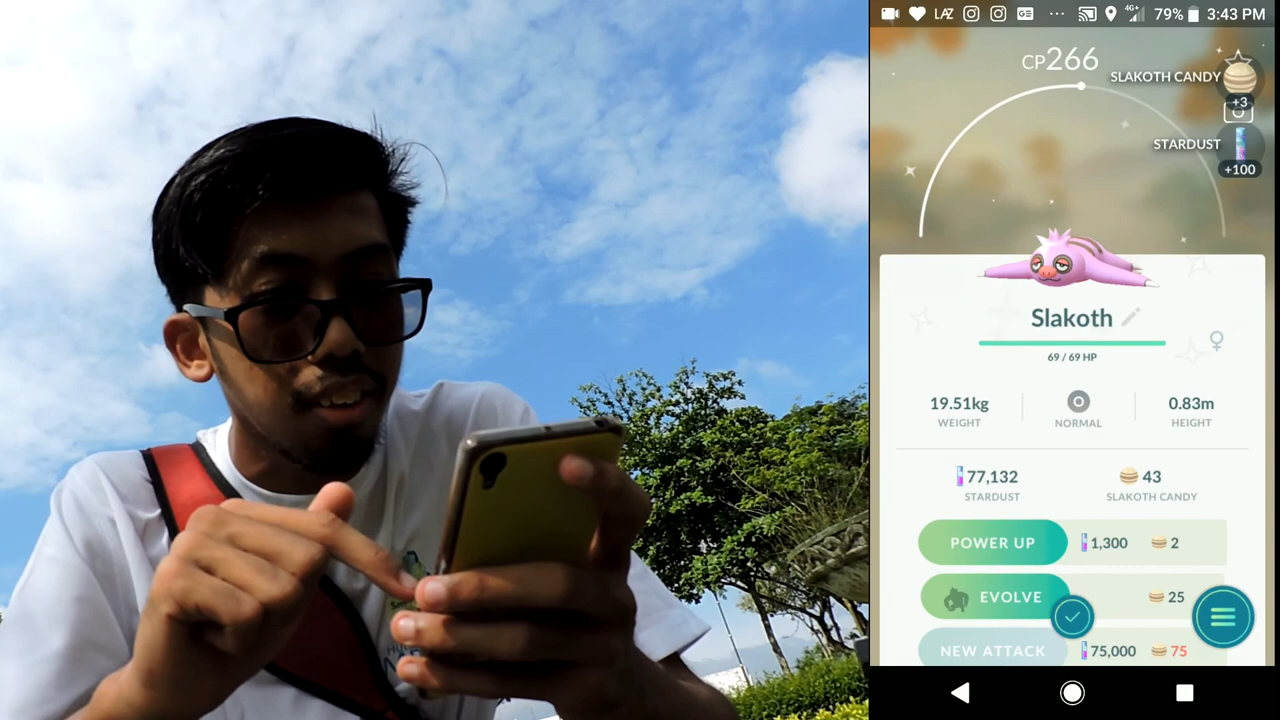 LAZ GE ... 4G+ 79% 3:43 PM
CP266
SLAKOTH CANDY
+3
STARDUST
+100
Slakoth
69 / 69 HP
19.51kg
WEIGHT
NORMAL
0.83m
HEIGHT
77,132
STARDUST
43
SLAKOTH CANDY
POWER UP 1,300 2
EVOLVE 25
NEW ATTACK 75,000 75